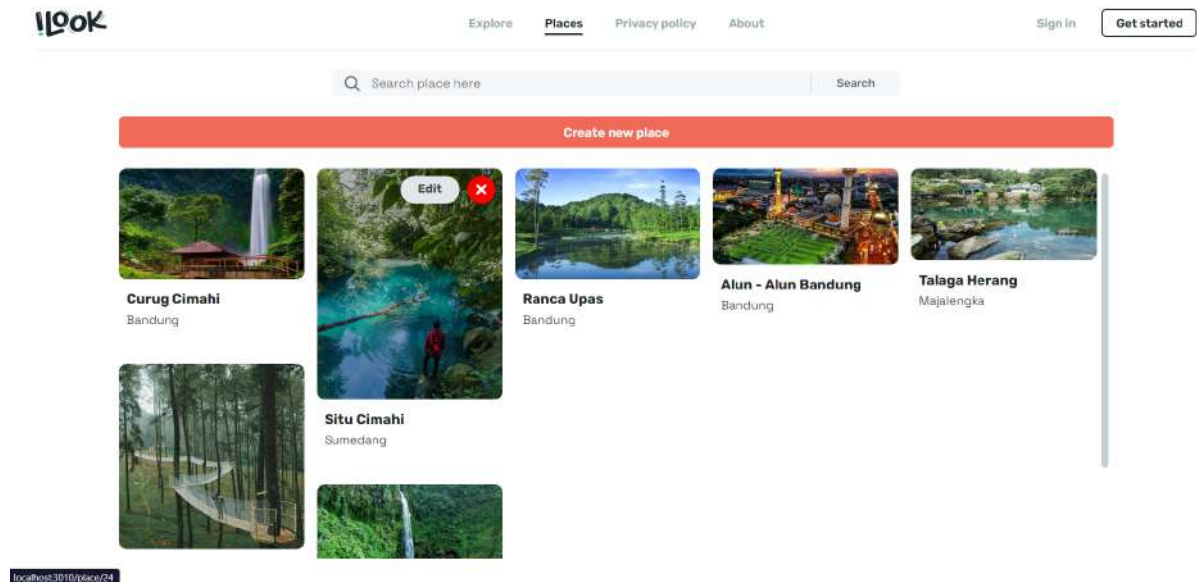 !LOOK
Explore Places Privacy policy About Sign in Get started
Search place here Search
Create new place
Edit ×
Curug Cimahi
Bandung
Situ Cimahi
Sumedang
Ranca Upas
Bandung
Alun - Alun Bandung
Bandung
Talaga Herang
Majalengka
localhost:3010/place/24